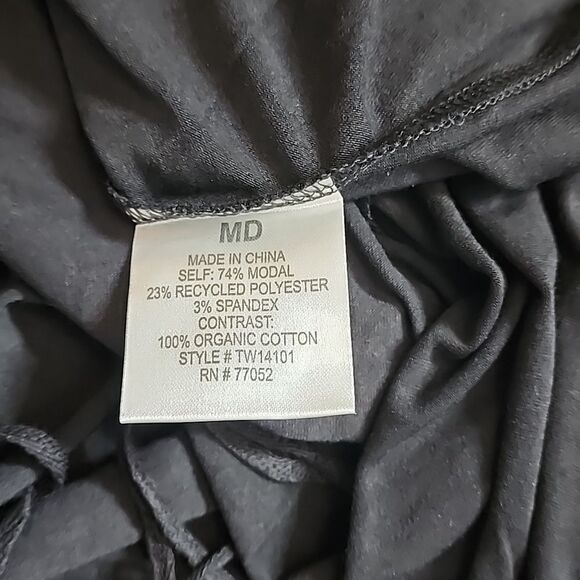 MD
MADE IN CHINA
SELF: 74% MODAL
23% RECYCLED POLYESTER
3% SPANDEX
CONTRAST:
100% ORGANIC COTTON
STYLE # TW14101
RN # 77052